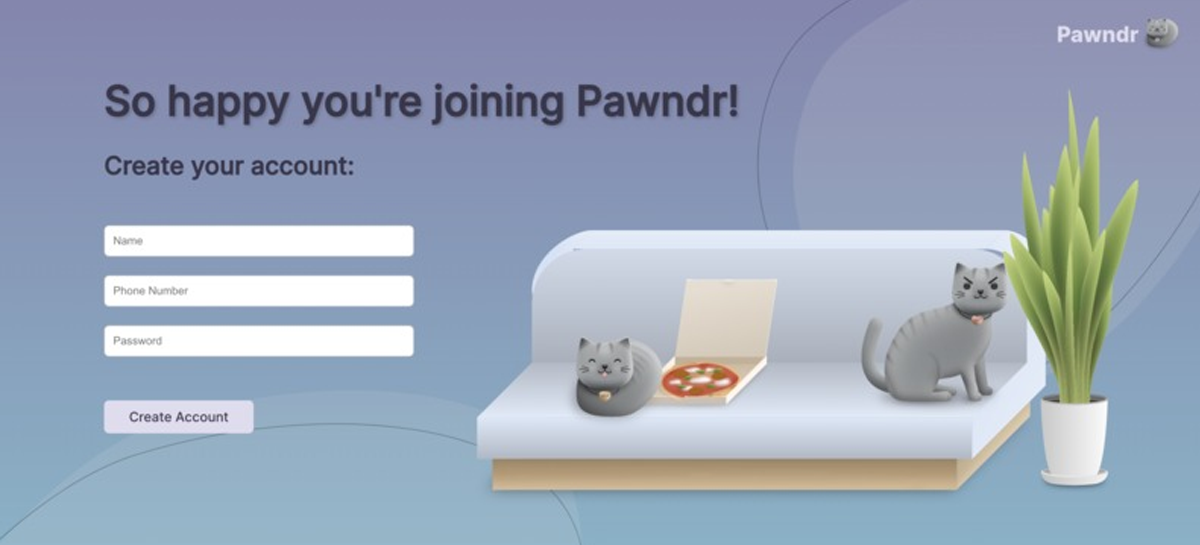 Pawndr
So happy you're joining Pawndr!
Create your account:
Name
Phone Number
Password
Create Account